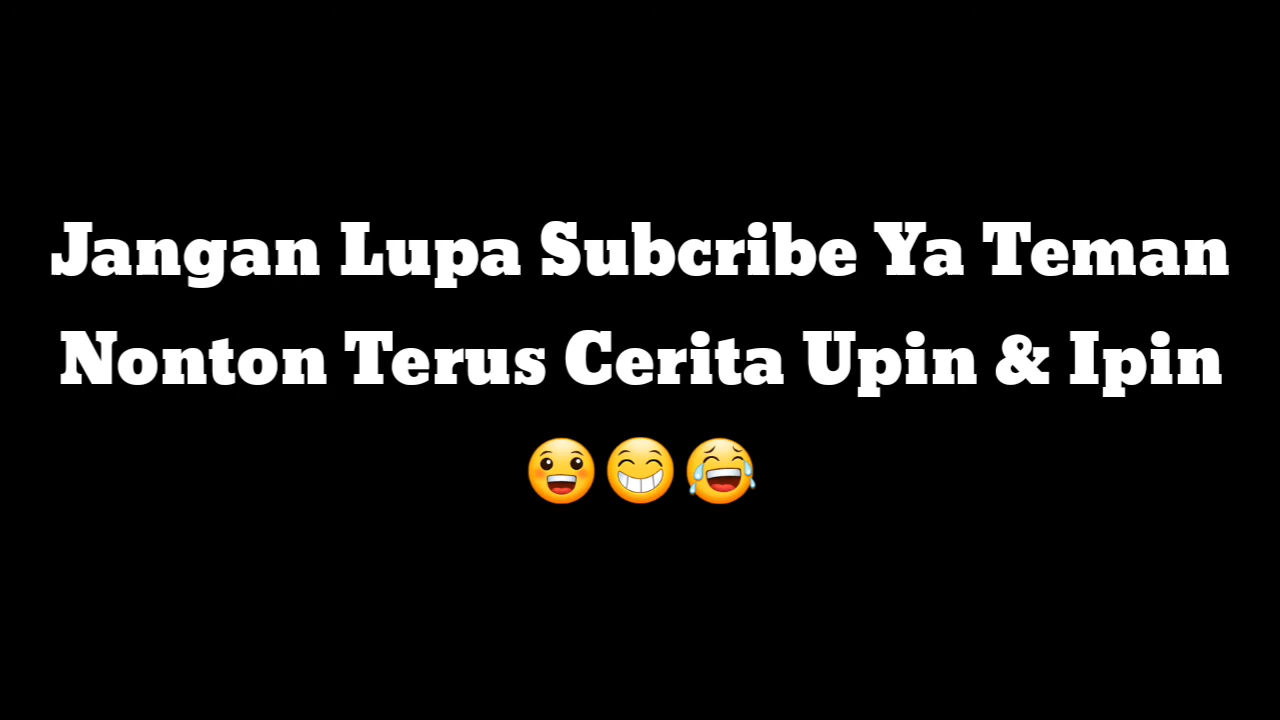 Jangan Lupa Subcribe Ya Teman
Nonton Terus Cerita Upin & Ipin
😀😁😂